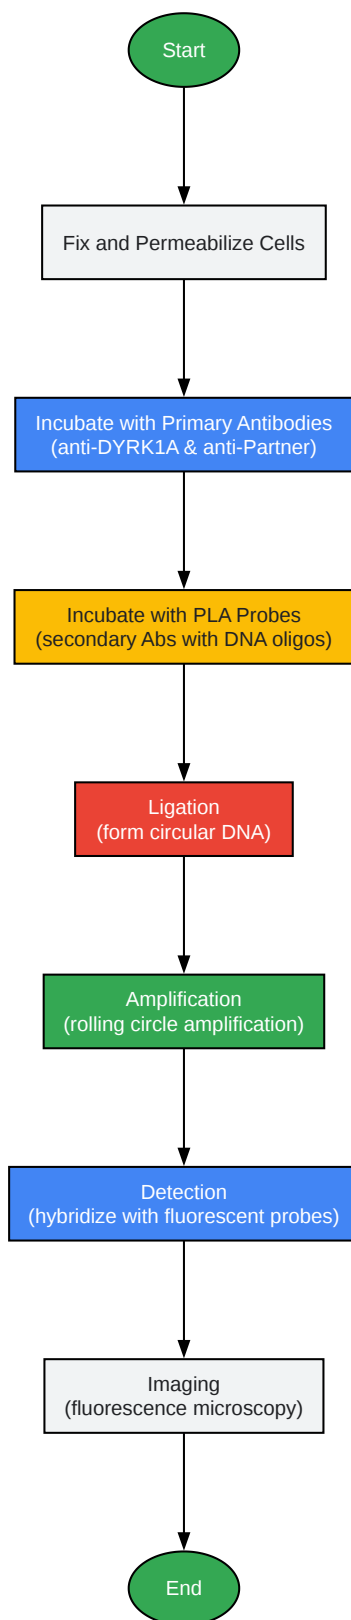 Start
Fix and Permeabilize Cells
Incubate with Primary Antibodies
(anti-DYRK1A & anti-Partner)
Incubate with PLA Probes
(secondary Abs with DNA oligos)
Ligation
(form circular DNA)
Amplification
(rolling circle amplification)
Detection
(hybridize with fluorescent probes)
Imaging
(fluorescence microscopy)
End